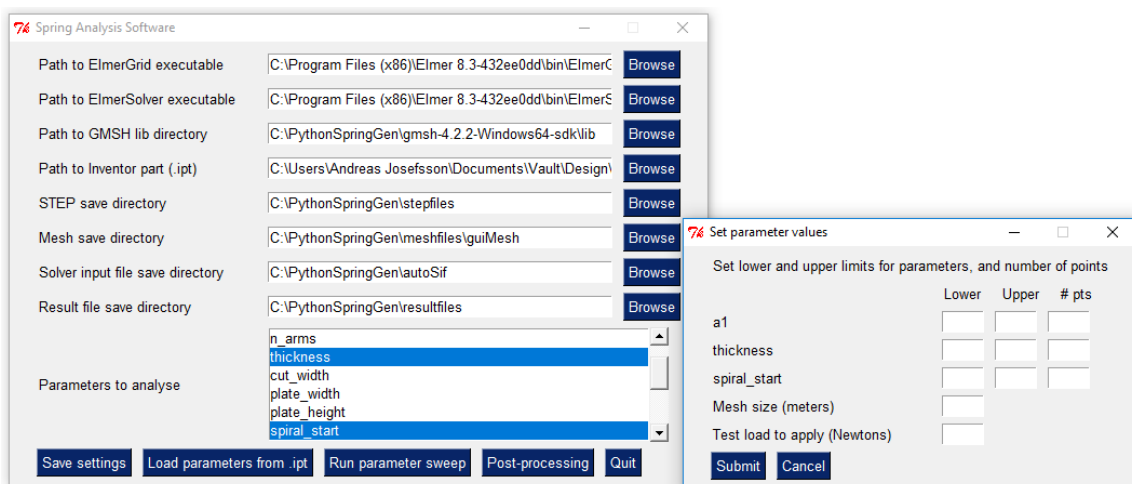 Spring Analysis Software
Path to ElmerGrid executable C:\Program Files (x86)\Elmer 8.3-432ee0dd\bin\ElmerG Browse
Path to ElmerSolver executable C:\Program Files (x86)\Elmer 8.3-432ee0dd\bin\ElmerS Browse
Path to GMSH lib directory C:\PythonSpringGen\gmsh-4.2.2-Windows64-sdk\lib Browse
Path to Inventor part (.ipt) C:\Users\Andreas Josefsson\Documents\Vault\Design\ Browse
STEP save directory C:\PythonSpringGen\stepfiles Browse
Mesh save directory C:\PythonSpringGen\meshfiles\guiMesh Browse
Solver input file save directory C:\PythonSpringGen\autoSif Browse
Result file save directory C:\PythonSpringGen\resultfiles Browse
Parameters to analyse
n_arms
thickness
cut_width
plate_width
plate_height
spiral_start
Save settings Load parameters from .ipt Run parameter sweep Post-processing Quit
Set parameter values
Set lower and upper limits for parameters, and number of points
Lower Upper # pts
a1
thickness
spiral_start
Mesh size (meters)
Test load to apply (Newtons)
Submit Cancel